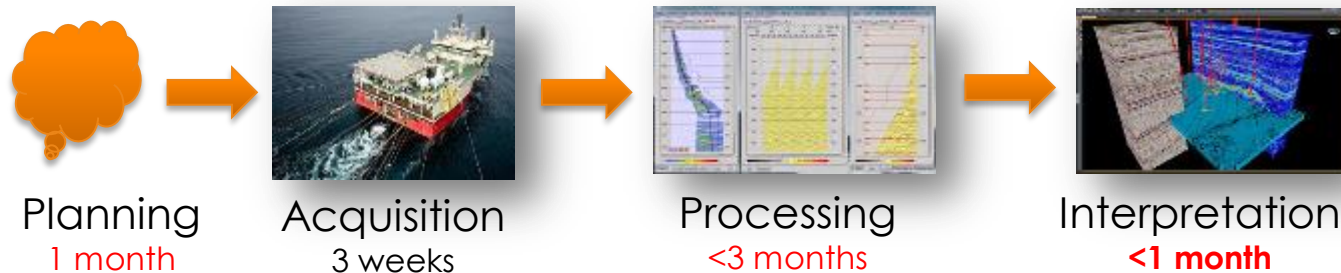 Planning
1 month
Acquisition
3 weeks
Processing
<3 months
Interpretation
<1 month